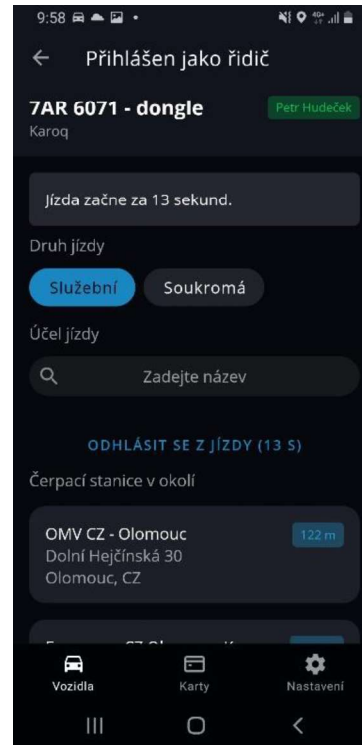 9:58
4G+
Přihlášen jako řidič
7AR 6071 - dongle
Petr Hudeček
Karoq
Jízda začne za 13 sekund.
Druh jízdy
Služební
Soukromá
Účel jízdy
Zadejte název
ODHLÁSIT SE Z JÍZDY (13 S)
Čerpací stanice v okolí
OMV CZ - Olomouc
122 m
Dolní Hejčínská 30
Olomouc, CZ
Vozidla
Karty
Nastavení